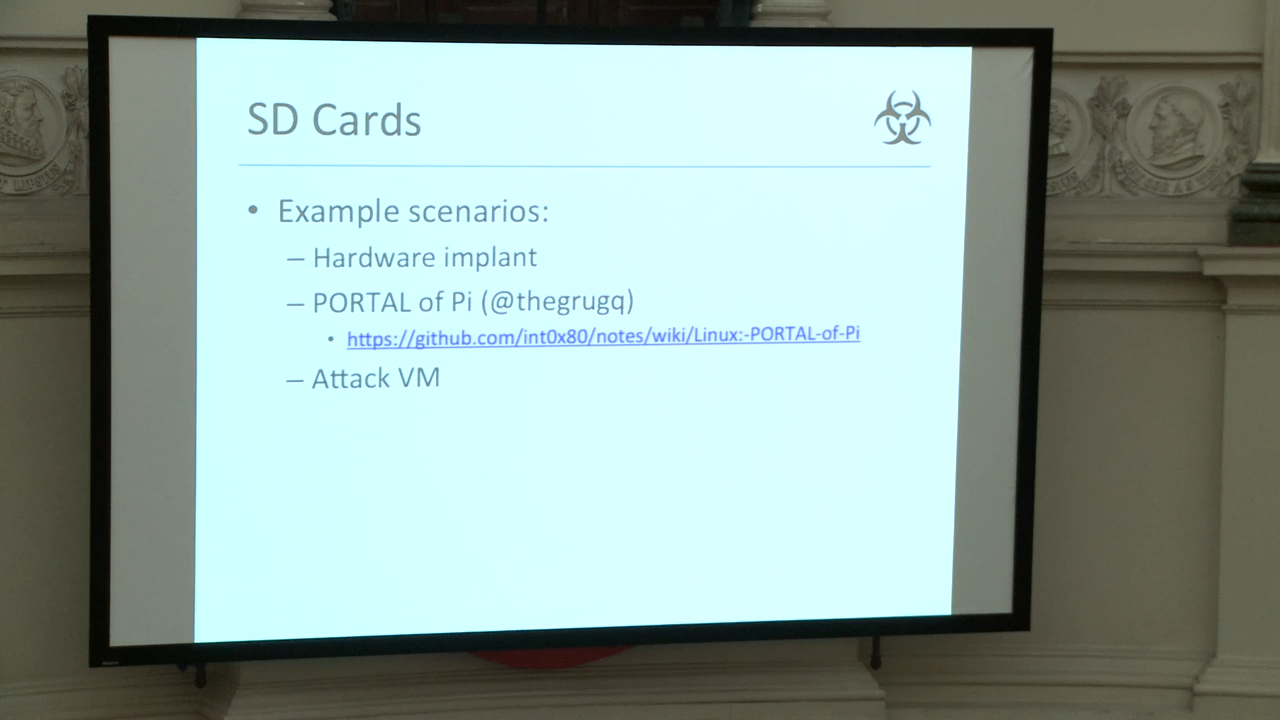 SD Cards
• Example scenarios:
– Hardware implant
– PORTAL of Pi (@thegrugq)
• https://github.com/int0x80/notes/wiki/Linux:-PORTAL-of-Pi
– Attack VM